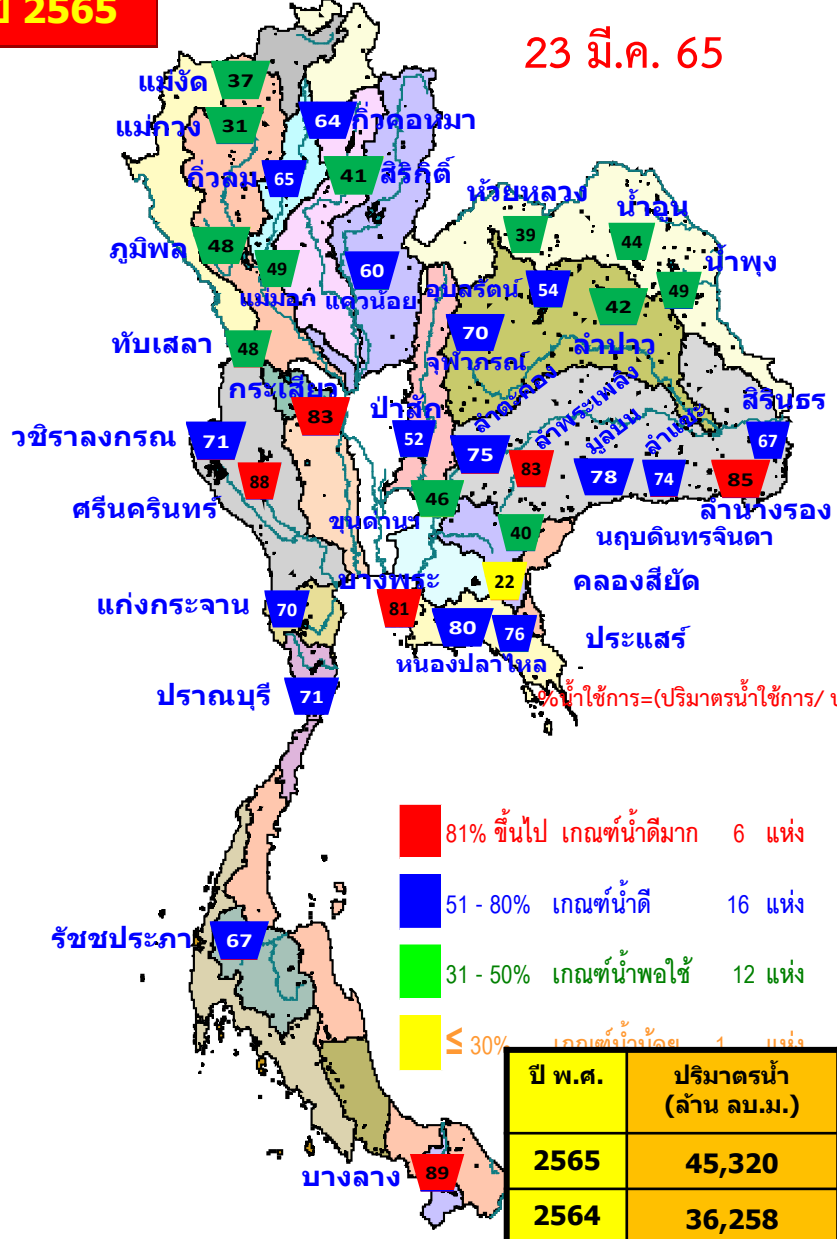 ปี 2565
23 มี.ค. 65
แม่งัด 37
แม่กวง 31
64 กิ่วคอหมา
กิ่วลม 65
41 สิริกิติ์
ภูมิพล 48
49 แม่มอก
60 แควน้อย
ห้วยหลวง 39
น้ำอูน 44
น้ำพุง 49
อุบลรัตน์ 54
70 จุฬาภรณ์
42 ลำปาว
ทับเสลา 48
กระเสียว 83
ป่าสัก 52
ลำตะคอง 75
ลำพระเพลิง 83
มูลบน 78
ลำแชะ 74
ลำนางรอง 85
สิรินธร 67
วชิราลงกรณ 71
ศรีนครินทร์ 88
ขุนด่านฯ 46
นฤบดินทรจินดา 40
คลองสียัด 22
บางพระ 81
หนองปลาไหล 80
ประแสร์ 76
แก่งกระจาน 70
ปราณบุรี 71
%น้ำใช้การ=(ปริมาตรน้ำใช้การ/
81% ขึ้นไป เกณฑ์น้ำดีมาก 6 แห่ง
51 - 80% เกณฑ์น้ำดี 16 แห่ง
31 - 50% เกณฑ์น้ำพอใช้ 12 แห่ง
≤ 30% เกณฑ์น้ำน้อย 1 แห่ง
รัชชประภา 67
บางลาง 89
ปี พ.ศ. ปริมาตรน้ำ
(ล้าน ลบ.ม.)
2565 45,320
2564 36,258